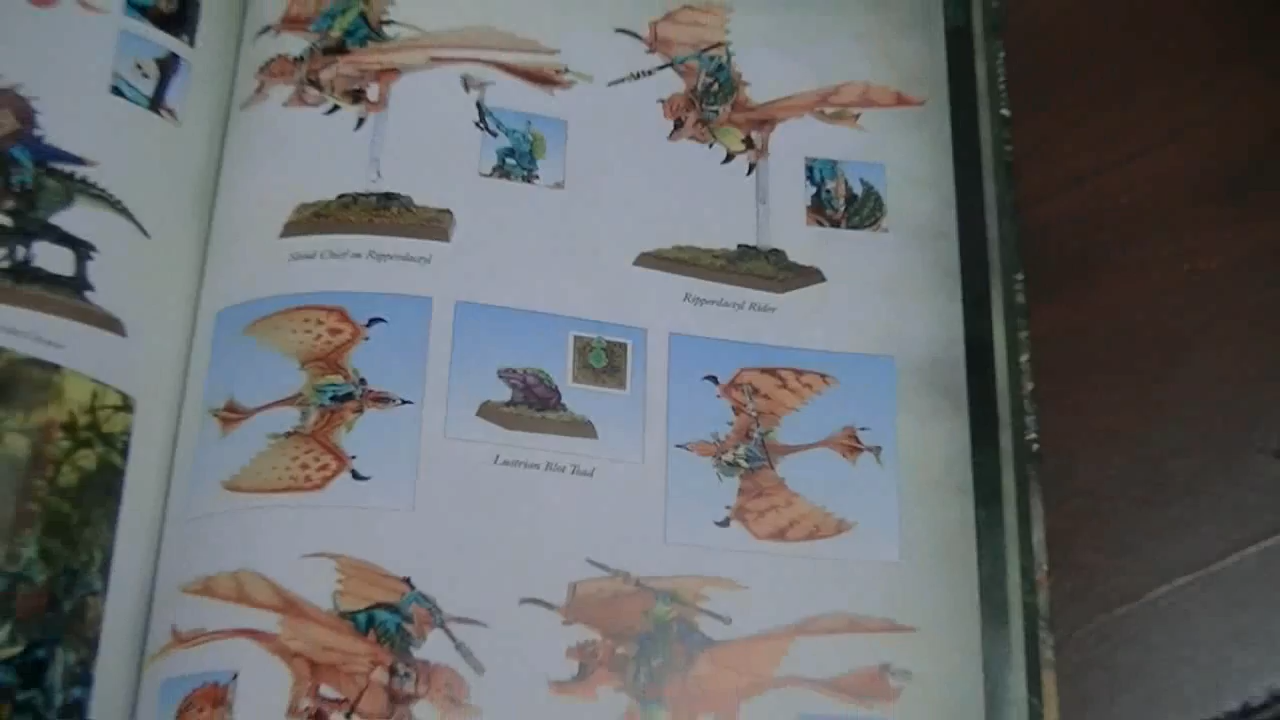 Skink Chief on Ripperdactyl
Ripperdactyl Rider
Lustrian Blot Toad